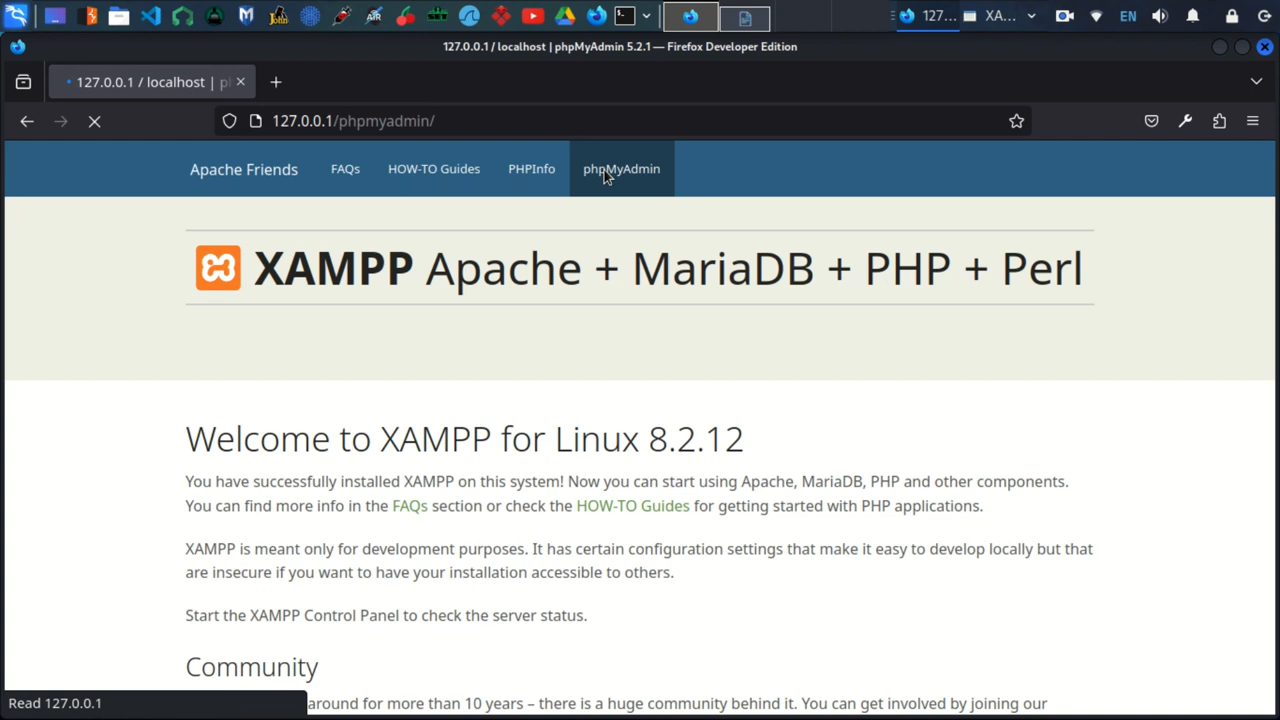 127... XA... EN
127.0.0.1 / localhost | phpMyAdmin 5.2.1 — Firefox Developer Edition
127.0.0.1 / localhost | p
127.0.0.1/phpmyadmin/
Apache Friends FAQs HOW-TO Guides PHPInfo phpMyAdmin
XAMPP Apache + MariaDB + PHP + Perl
Welcome to XAMPP for Linux 8.2.12
You have successfully installed XAMPP on this system! Now you can start using Apache, MariaDB, PHP and other components.
You can find more info in the FAQs section or check the HOW-TO Guides for getting started with PHP applications.
XAMPP is meant only for development purposes. It has certain configuration settings that make it easy to develop locally but that
are insecure if you want to have your installation accessible to others.
Start the XAMPP Control Panel to check the server status.
Community
around for more than 10 years – there is a huge community behind it. You can get involved by joining our
Read 127.0.0.1